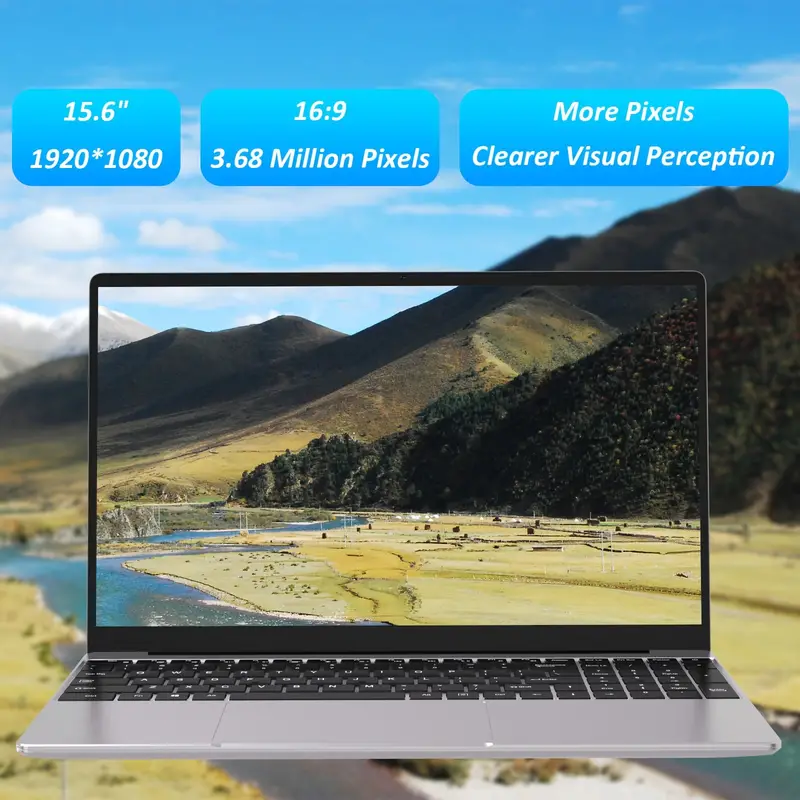 15.6"
1920*1080
16:9
3.68 Million Pixels
More Pixels
Clearer Visual Perception